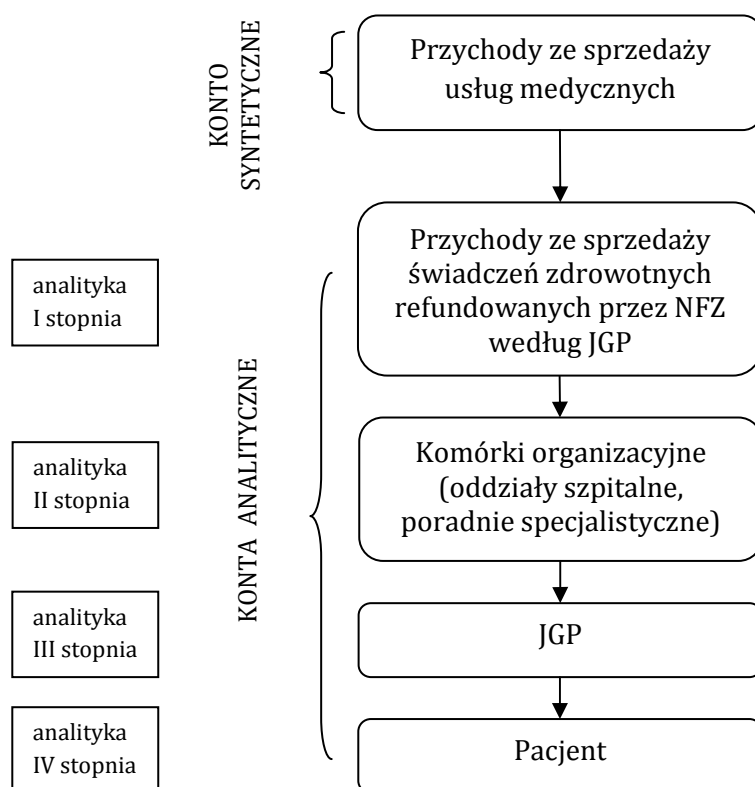 KONTO
SYNTETYCZNE
Przychody ze sprzedaży
usług medycznych
analityka
I stopnia
KONTA ANALITYCZNE
Przychody ze sprzedaży
świadczeń zdrowotnych
refundowanych przez NFZ
według JGP
analityka
II stopnia
Komórki organizacyjne
(oddziały szpitalne,
poradnie specjalistyczne)
analityka
III stopnia
JGP
analityka
IV stopnia
Pacjent